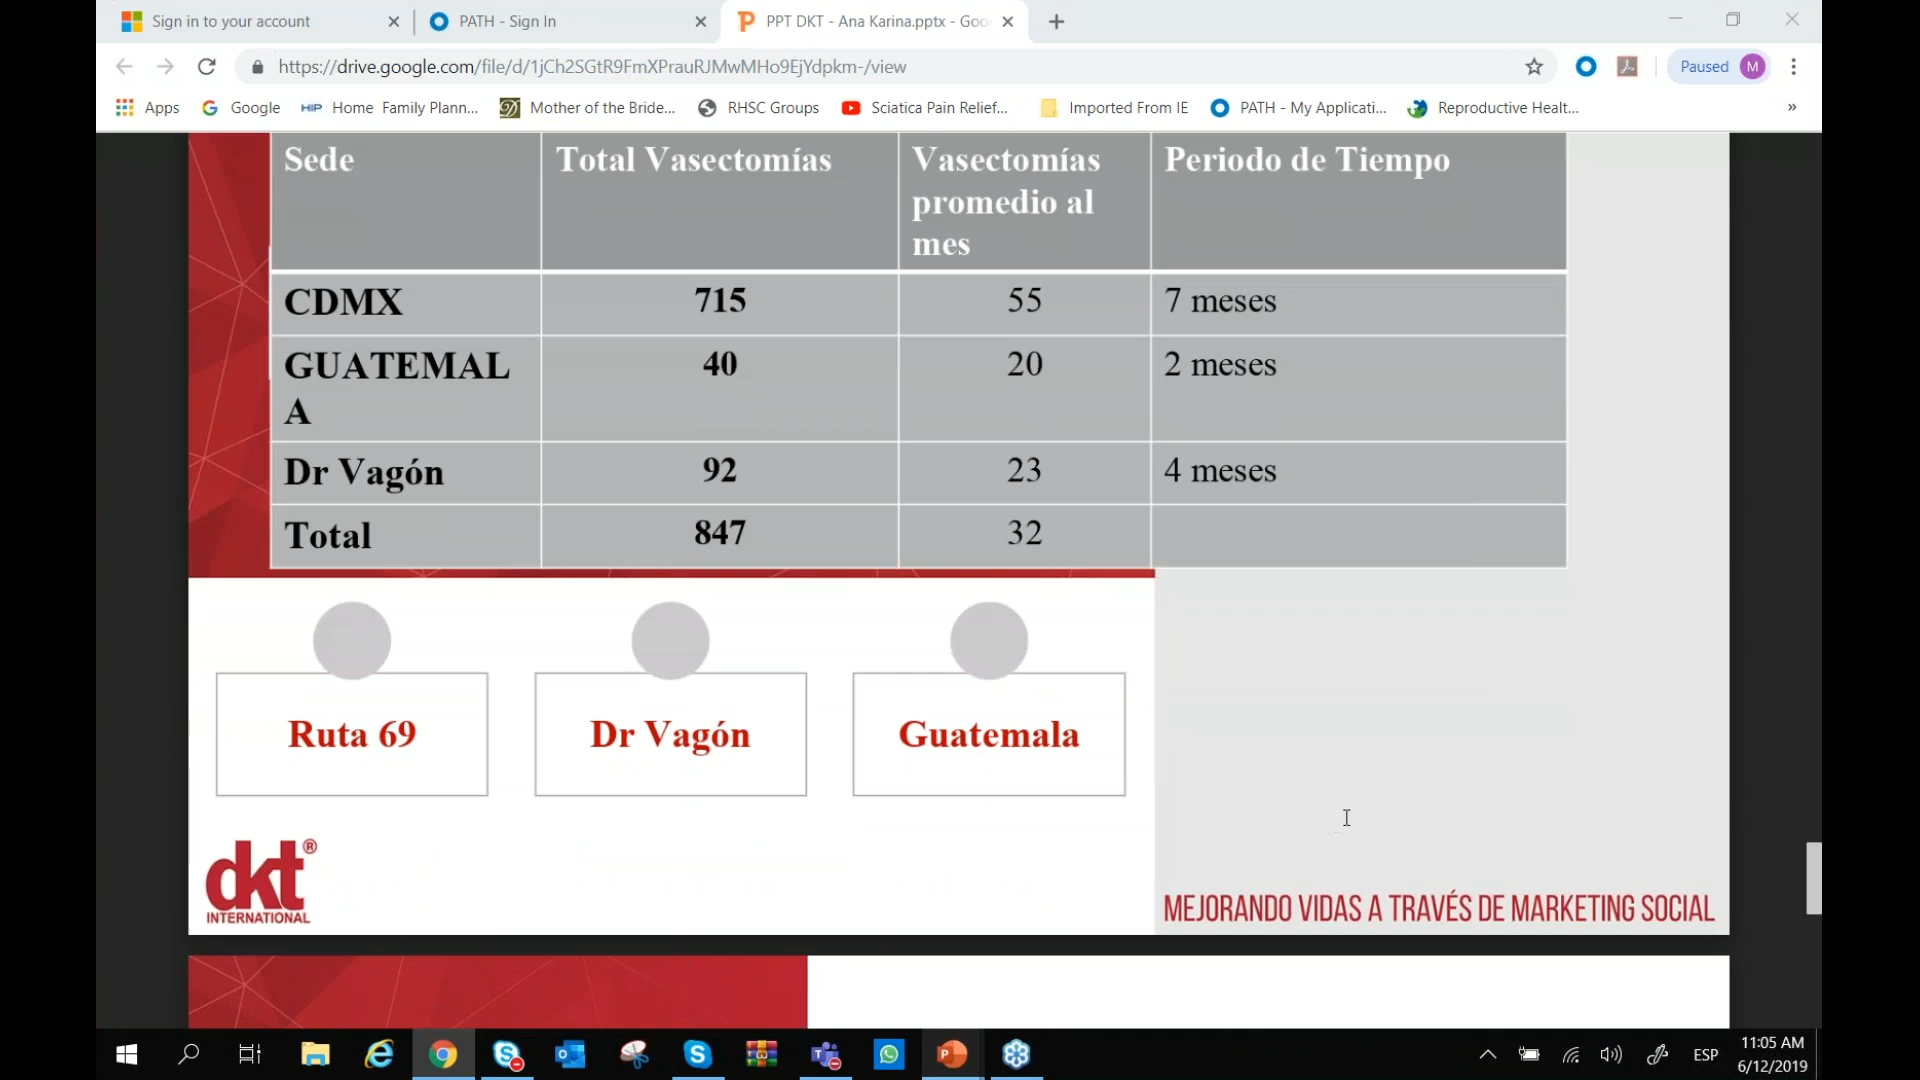 Sign in to your account
PATH - Sign In
PPT DKT - Ana Karina.pptx - Goo
https://drive.google.com/file/d/1jCh2SGtR9FmXPrauRJMwMHo9EjYdpkm-/view
Paused M
Apps
Google
HIP Home Family Plann...
Mother of the Bride...
RHSC Groups
Sciatica Pain Relief...
Imported From IE
PATH - My Applicati...
Reproductive Healt...
»
Sede
Total Vasectomías
Vasectomías
promedio al
mes
Periodo de Tiempo
CDMX 715 55 7 meses
GUATEMAL
A
40 20 2 meses
Dr Vagón 92 23 4 meses
Total 847 32
Ruta 69
Dr Vagón
Guatemala
dkt®
INTERNATIONAL
MEJORANDO VIDAS A TRAVÉS DE MARKETING SOCIAL
ESP
11:05 AM
6/12/2019